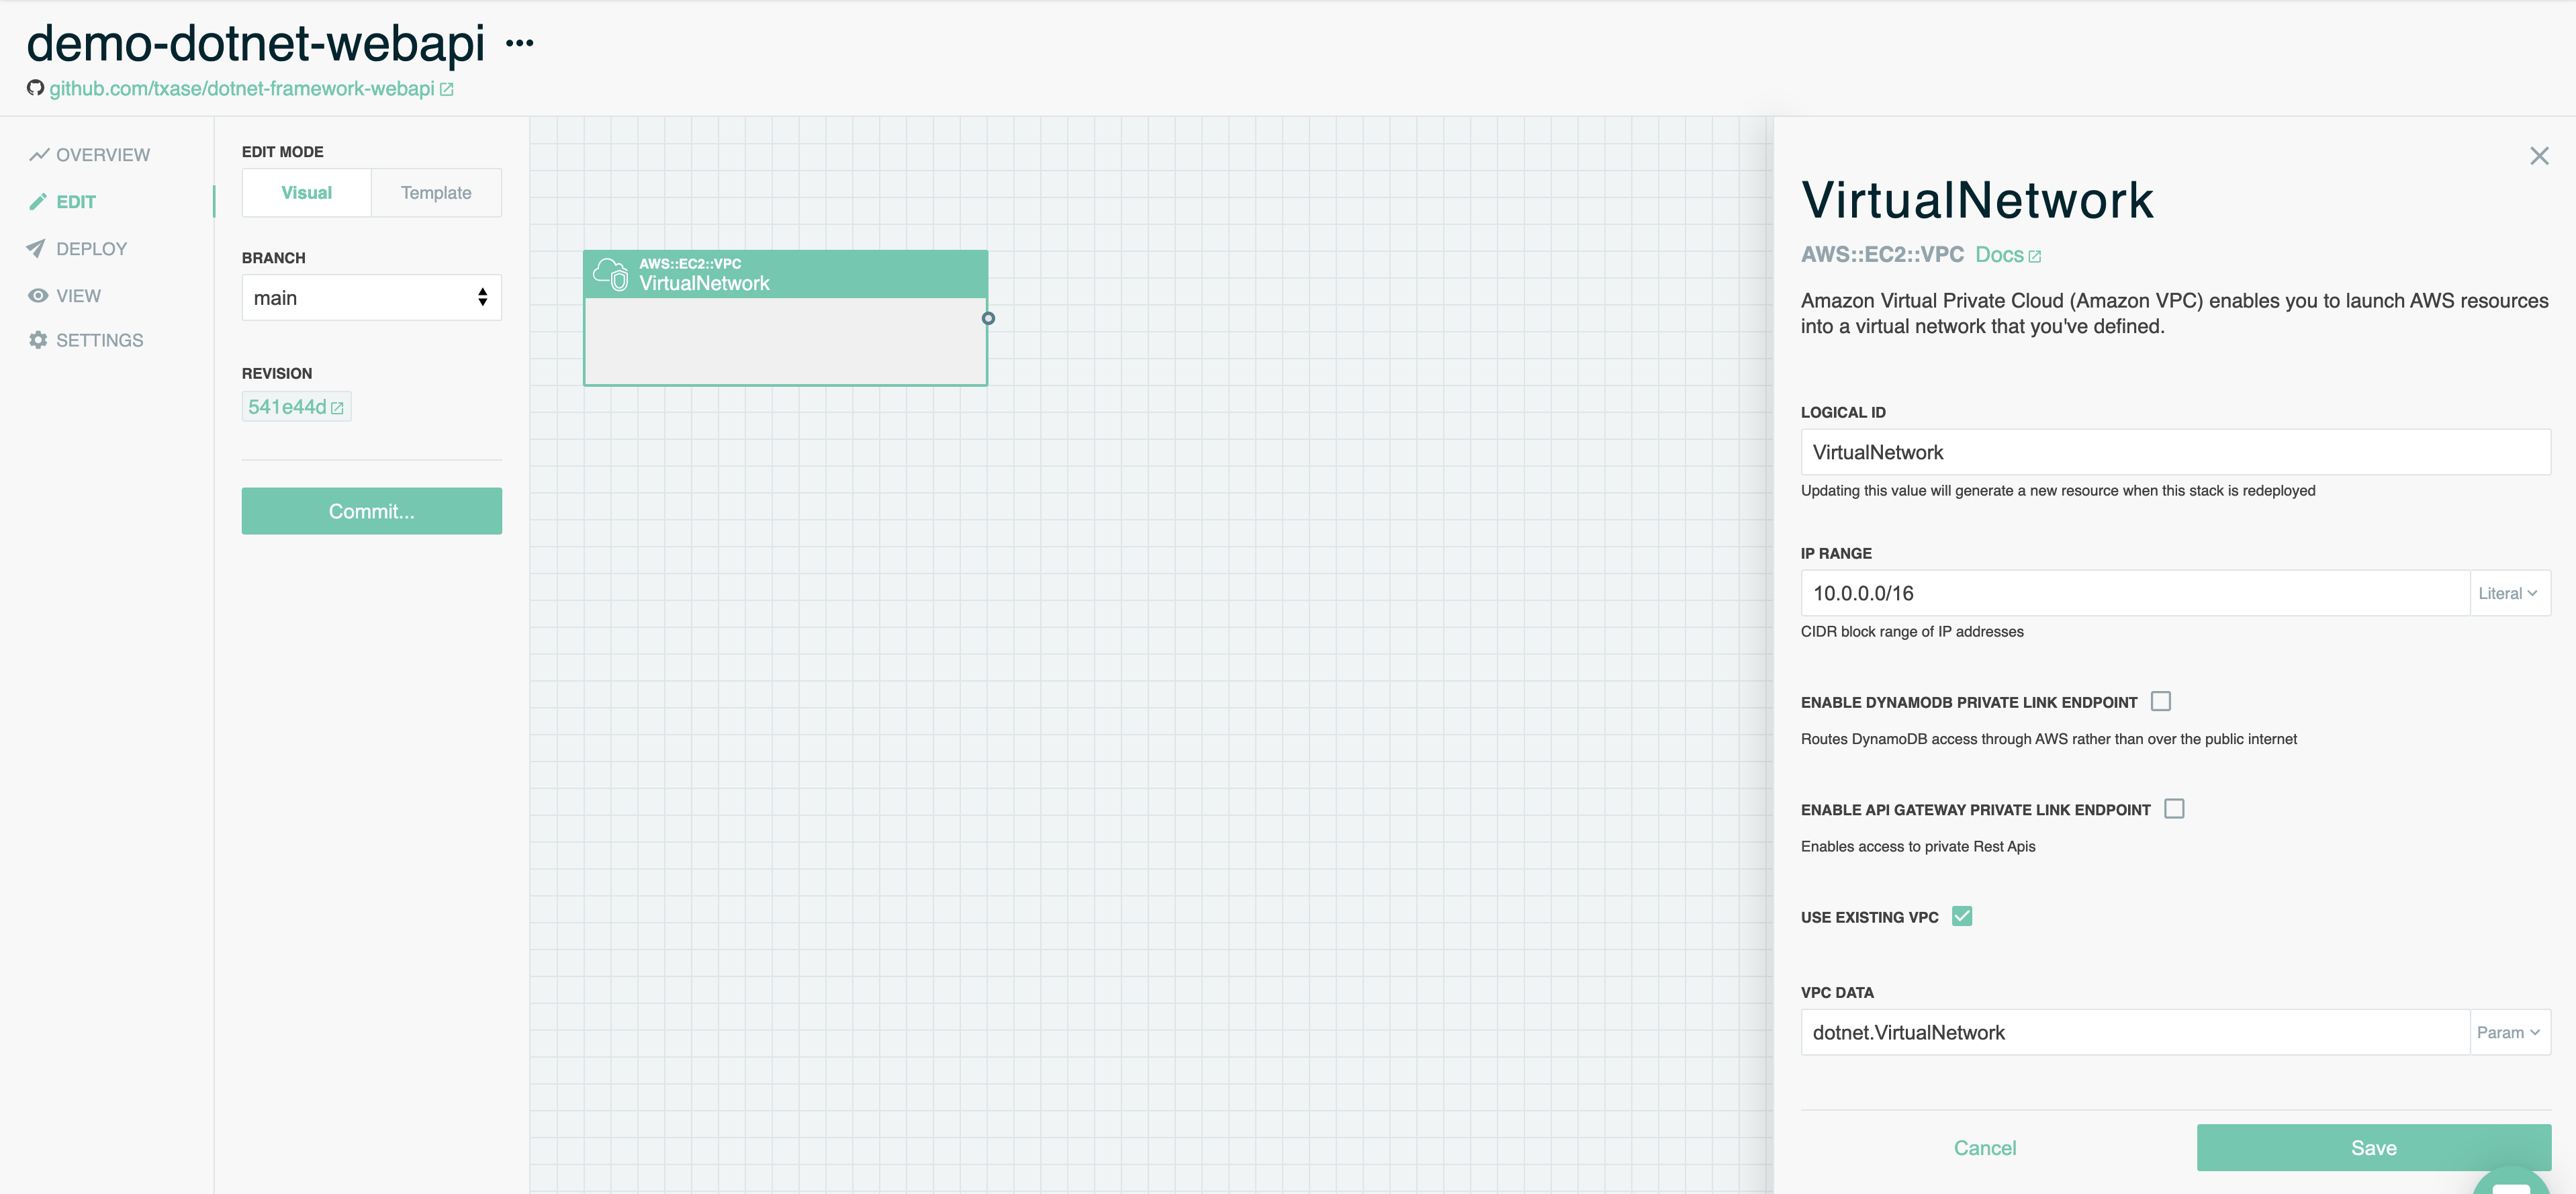 demo-dotnet-webapi
github.com/txase/dotnet-framework-webapi
OVERVIEW
EDIT
DEPLOY
VIEW
SETTINGS
EDIT MODE
Visual
Template
BRANCH
main
REVISION
541e44d
Commit...
AWS::EC2::VPC
VirtualNetwork
VirtualNetwork
AWS::EC2::VPC Docs
Amazon Virtual Private Cloud (Amazon VPC) enables you to launch AWS resources
into a virtual network that you've defined.
LOGICAL ID
VirtualNetwork
Updating this value will generate a new resource when this stack is redeployed
IP RANGE
10.0.0.0/16
Literal
CIDR block range of IP addresses
ENABLE DYNAMODB PRIVATE LINK ENDPOINT
Routes DynamoDB access through AWS rather than over the public internet
ENABLE API GATEWAY PRIVATE LINK ENDPOINT
Enables access to private Rest Apis
USE EXISTING VPC
VPC DATA
dotnet.VirtualNetwork
Param
Cancel
Save